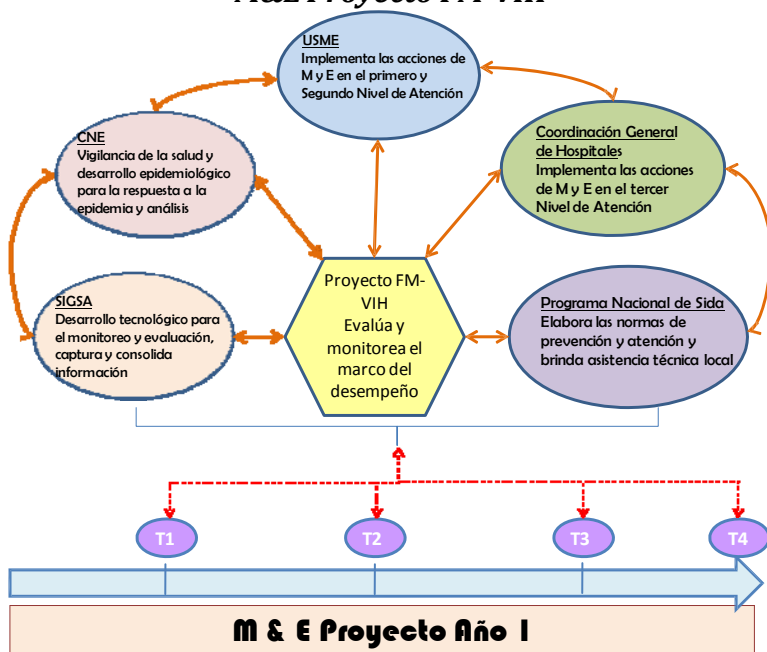 M&E Proyecto FM-VIH
USME
Implementa las acciones de
M y E en el primero y
Segundo Nivel de Atención
CNE
Vigilancia de la salud y
desarrollo epidemiológico
para la respuesta a la
epidemia y análisis
Coordinación General
de Hospitales
Implementa las acciones
de M y E en el tercer
Nivel de Atención
SIGSA
Desarrollo tecnológico para
el monitoreo y evaluación,
captura y consolida
información
Proyecto FM-
VIH
Evalúa y
monitorea el
marco del
desempeño
Programa Nacional de Sida
Elabora las normas de
prevención y atención y
brinda asistencia técnica local
T1
T2
T3
T4
M & E Proyecto Año 1